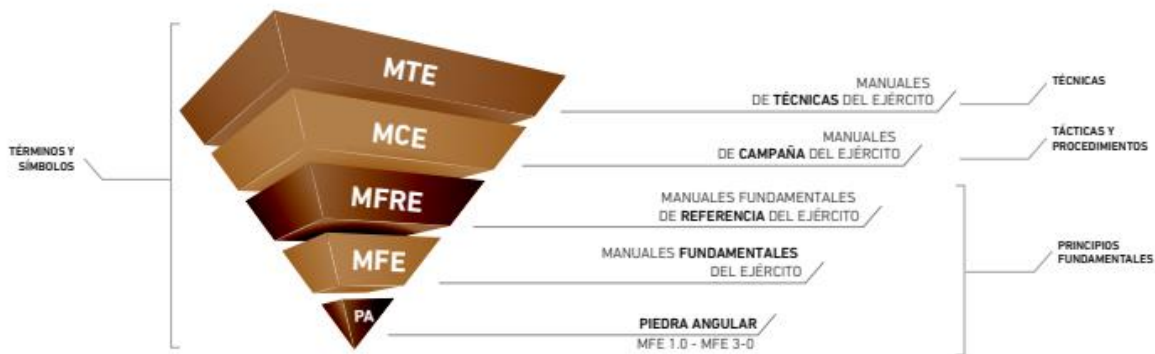 TÉRMINOS Y
SÍMBOLOS
MTE
MANUALES
DE TÉCNICAS DEL EJÉRCITO
TÉCNICAS
MCE
MANUALES
DE CAMPAÑA DEL EJÉRCITO
TÁCTICAS Y
PROCEDIMIENTOS
MFRE
MANUALES FUNDAMENTALES
DE REFERENCIA DEL EJÉRCITO
MFE
MANUALES FUNDAMENTALES
DEL EJÉRCITO
PRINCIPIOS
FUNDAMENTALES
PA
PIEDRA ANGULAR
MFE 1.0 - MFE 3-0